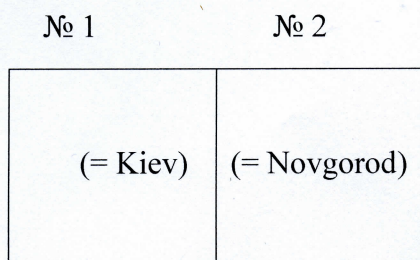 № 1 № 2
(= Kiev) (= Novgorod)